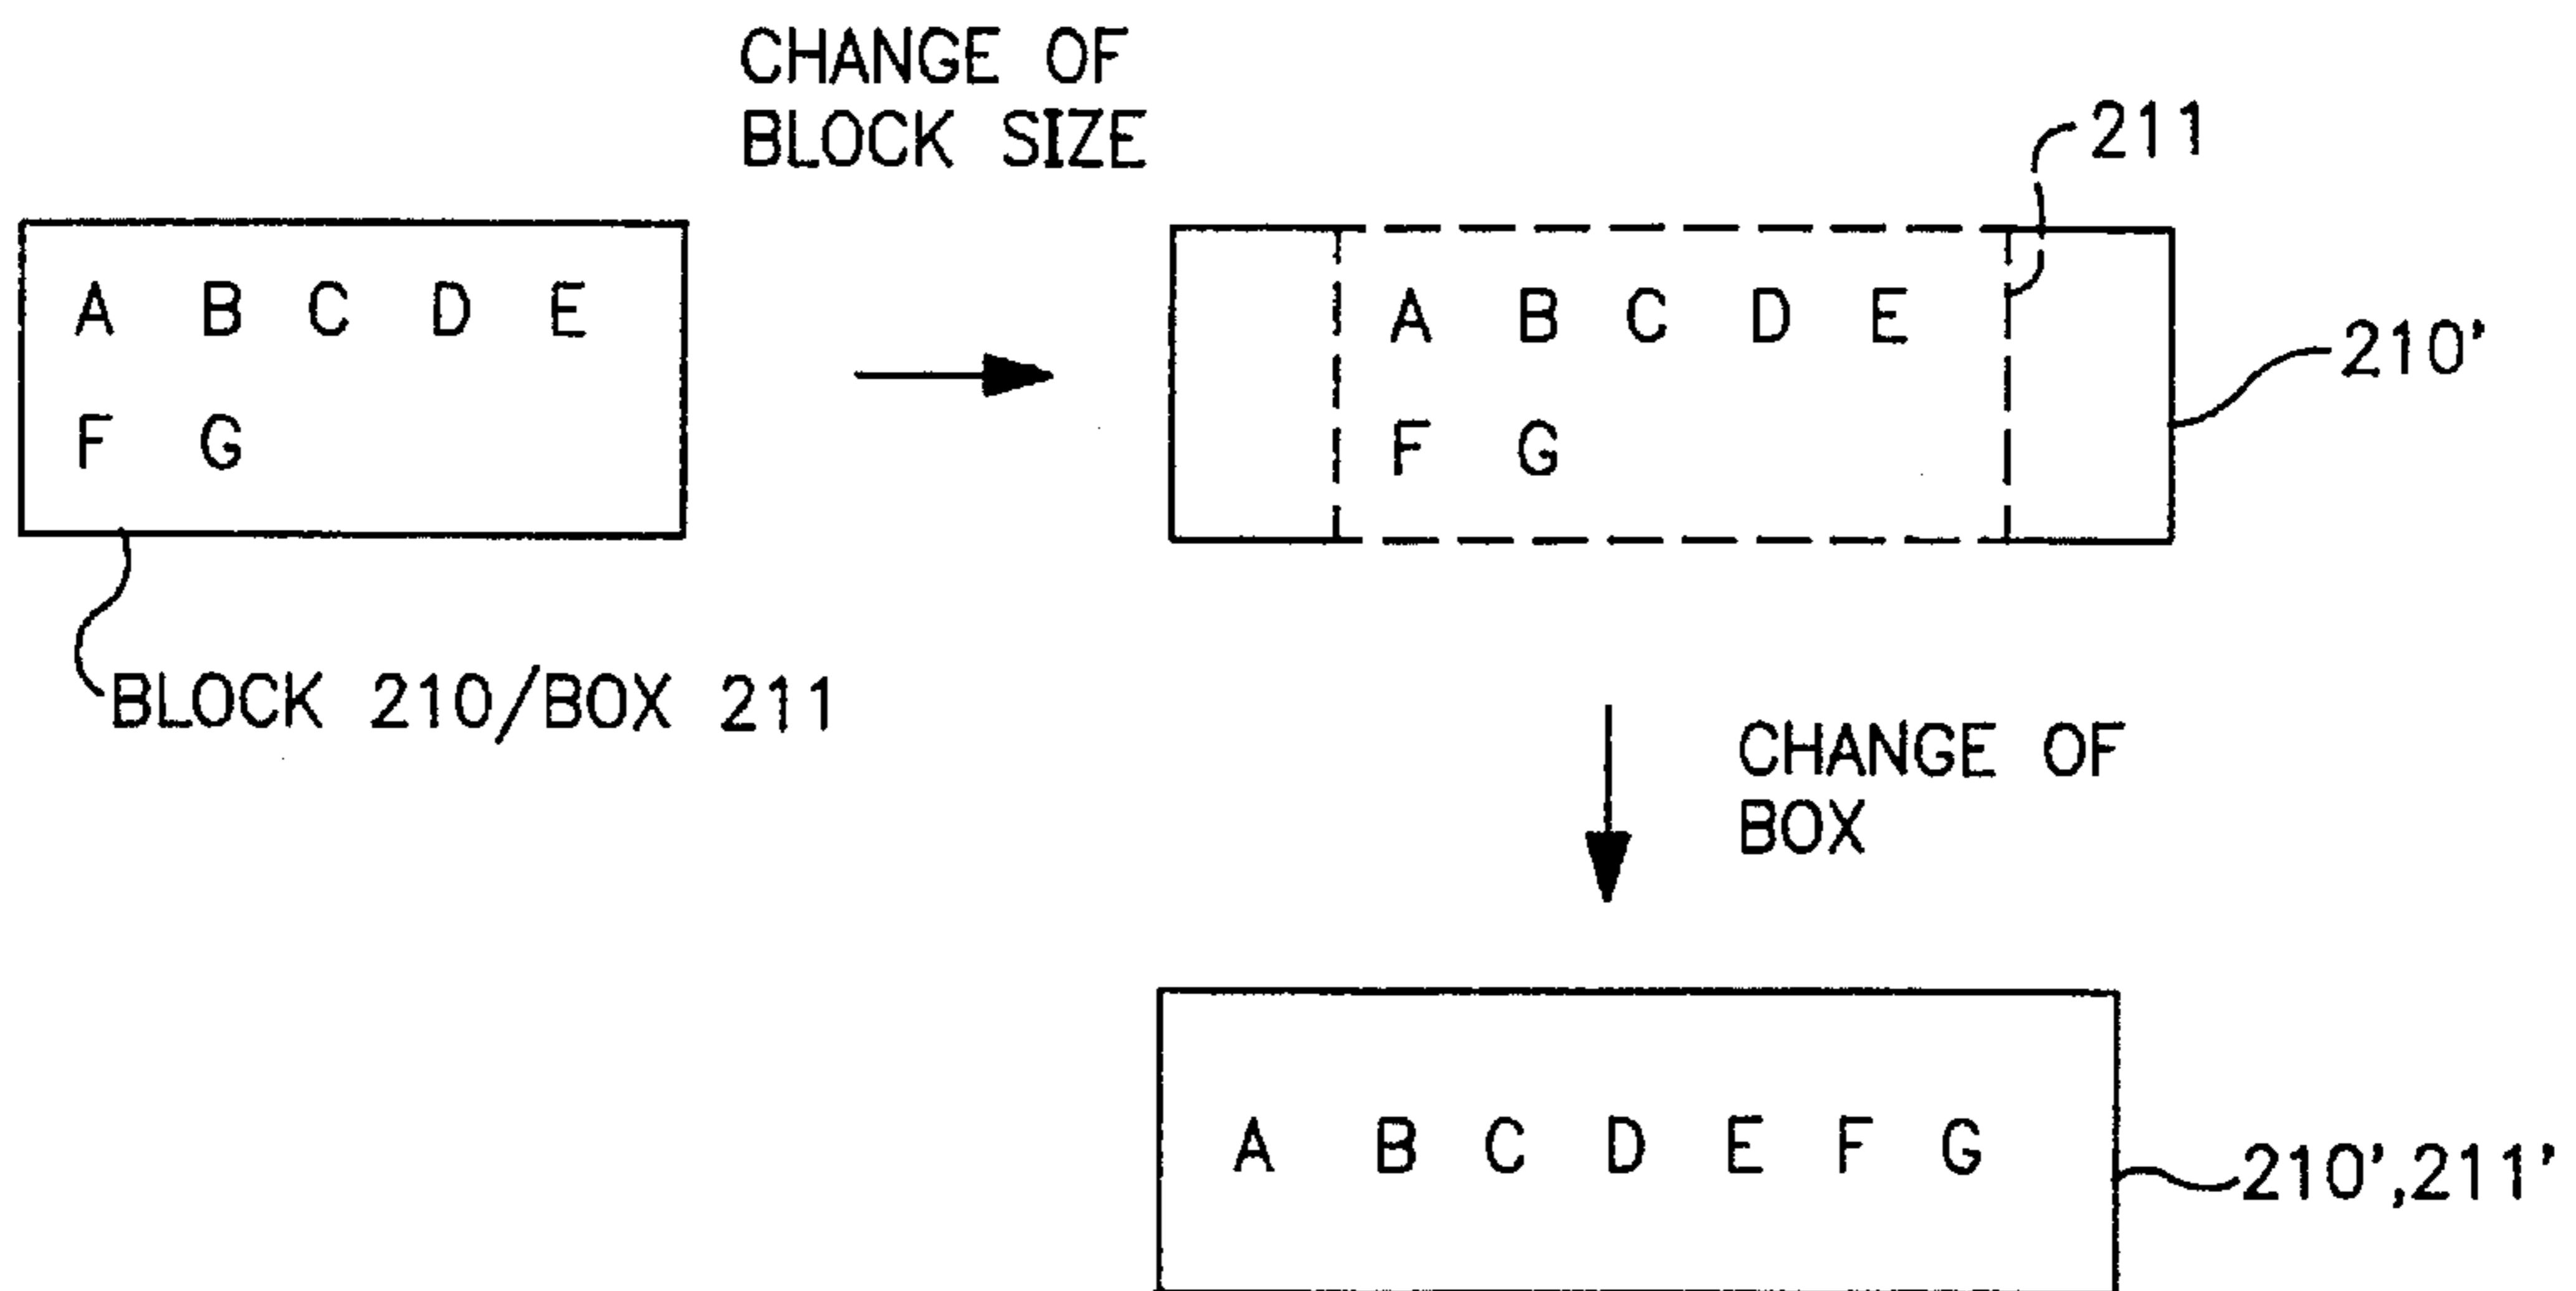 CHANGE OF
BLOCK SIZE
A B C D E
F G
BLOCK 210/BOX 211
211
A B C D E
F G
210'
CHANGE OF
BOX
A B C D E F G
210',211'